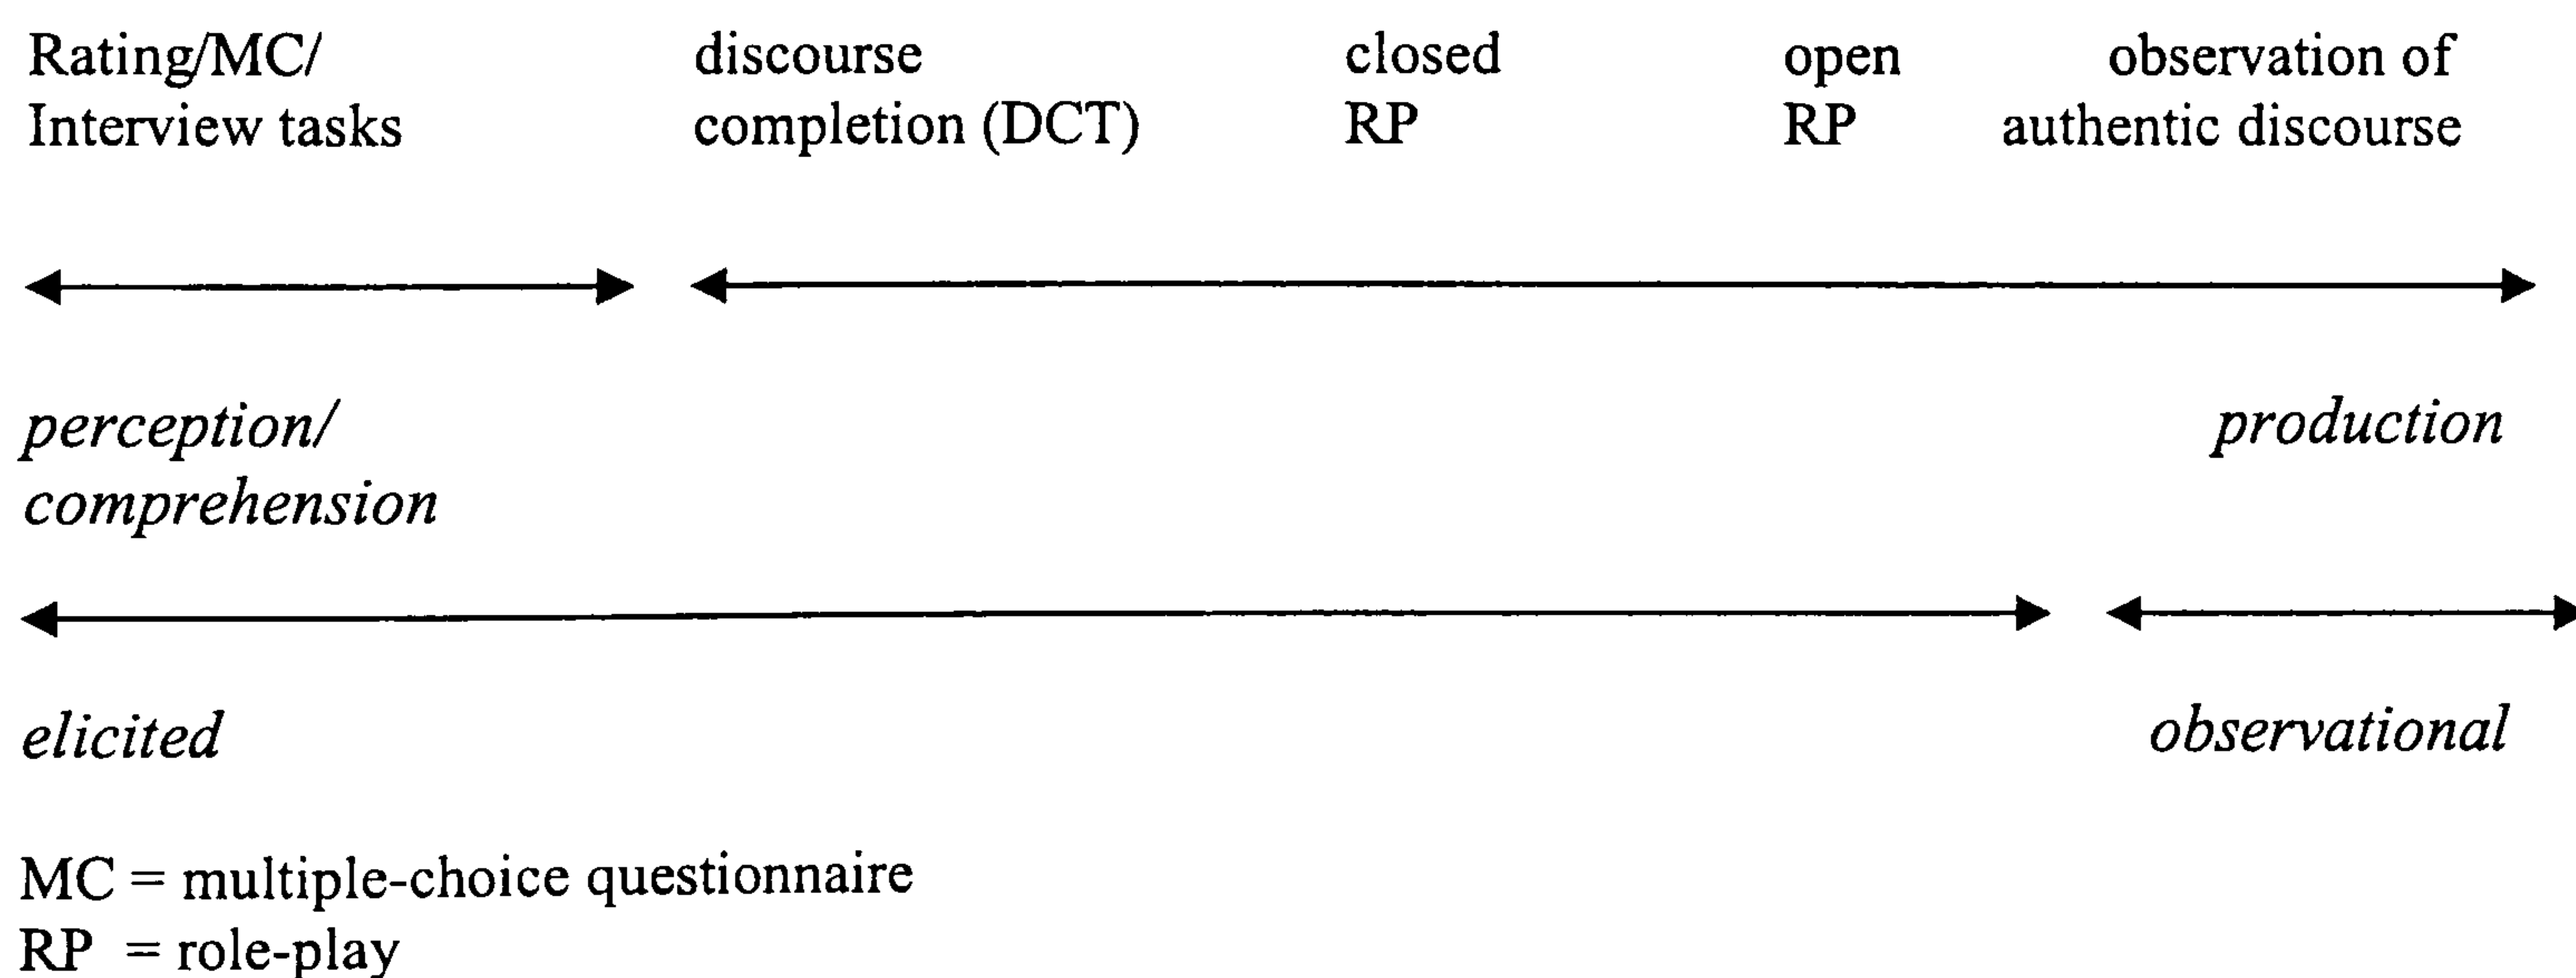 Rating/MC/ discourse closed open observation of
Interview tasks completion (DCT) RP RP authentic discourse
perception/ production
comprehension
elicited observational
MC = multiple-choice questionnaire
RP = role-play